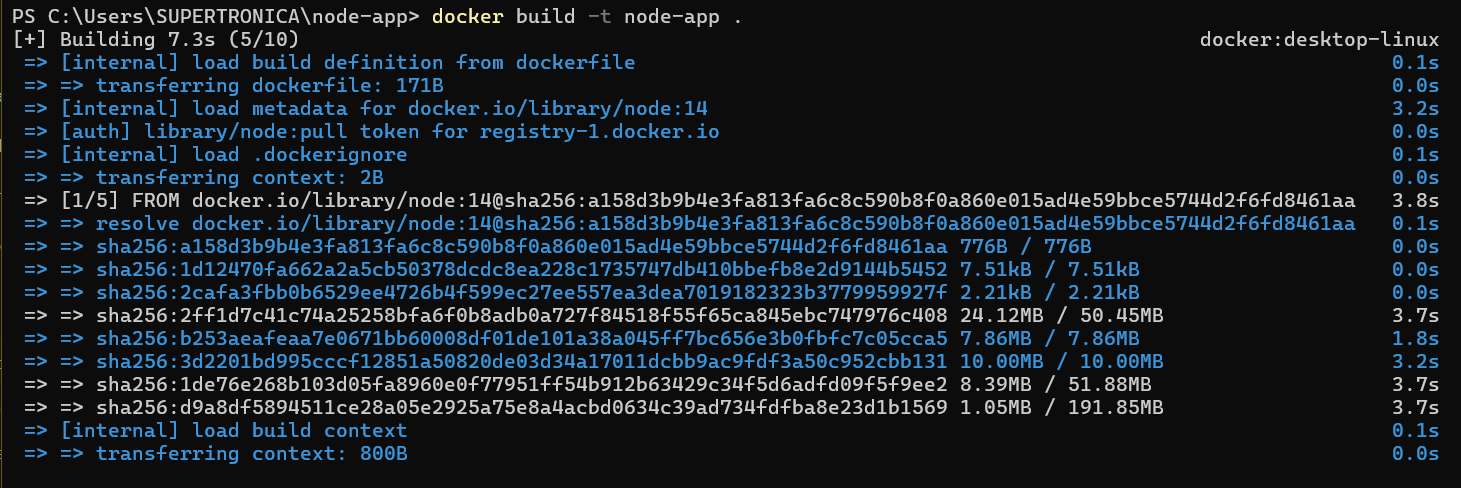 PS C:\Users\SUPERTRONICA\node-app> docker build -t node-app .
[+] Building 7.3s (5/10) docker:desktop-linux
=> [internal] load build definition from dockerfile 0.1s
=> => transferring dockerfile: 171B 0.0s
=> [internal] load metadata for docker.io/library/node:14 3.2s
=> [auth] library/node:pull token for registry-1.docker.io 0.0s
=> [internal] load .dockerignore 0.1s
=> => transferring context: 2B 0.0s
=> [1/5] FROM docker.io/library/node:14@sha256:a158d3b9b4e3fa813fa6c8c590b8f0a860e015ad4e59bbce5744d2f6fd8461aa 3.8s
=> => resolve docker.io/library/node:14@sha256:a158d3b9b4e3fa813fa6c8c590b8f0a860e015ad4e59bbce5744d2f6fd8461aa 0.1s
=> => sha256:a158d3b9b4e3fa813fa6c8c590b8f0a860e015ad4e59bbce5744d2f6fd8461aa 776B / 776B 0.0s
=> => sha256:1d12470fa662a2a5cb50378dcdc8ea228c1735747db410bbefb8e2d9144b5452 7.51kB / 7.51kB 0.0s
=> => sha256:2cafa3fbb0b6529ee4726b4f599ec27ee557ea3dea7019182323b3779959927f 2.21kB / 2.21kB 0.0s
=> => sha256:2ff1d7c41c74a25258bfa6f0b8adb0a727f84518f55f65ca845ebc747976c408 24.12MB / 50.45MB 3.7s
=> => sha256:b253aeafeaa7e0671bb60008df01de101a38a045ff7bc656e3b0fbfc7c05cca5 7.86MB / 7.86MB 1.8s
=> => sha256:3d2201bd995cccf12851a50820de03d34a17011dcbb9ac9fdf3a50c952cbb131 10.00MB / 10.00MB 3.2s
=> => sha256:1de76e268b103d05fa8960e0f77951ff54b912b63429c34f5d6adfd09f5f9ee2 8.39MB / 51.88MB 3.7s
=> => sha256:d9a8df5894511ce28a05e2925a75e8a4acbd0634c39ad734fdfba8e23d1b1569 1.05MB / 191.85MB 3.7s
=> [internal] load build context 0.1s
=> => transferring context: 800B 0.0s